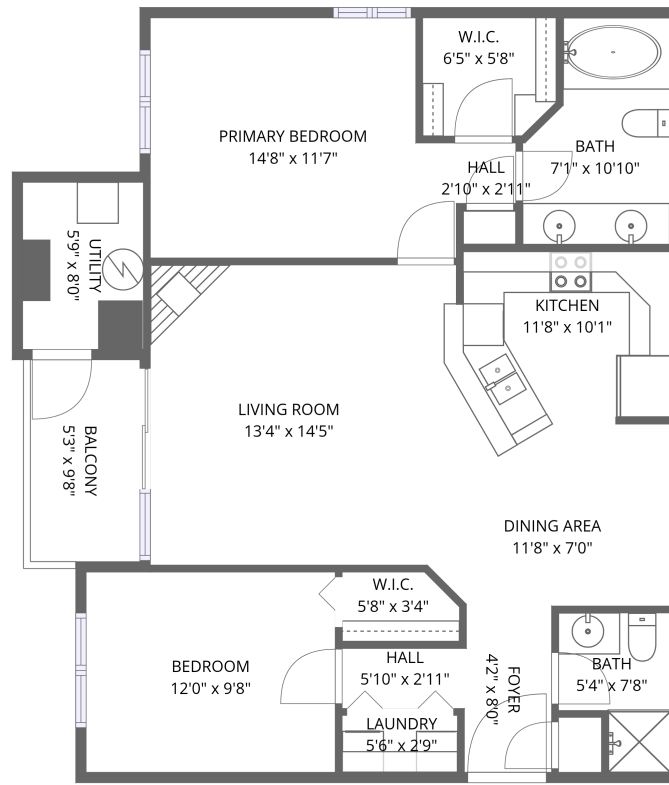 W.I.C.
6'5" x 5'8"
PRIMARY BEDROOM
14'8" x 11'7"
BATH
7'1" x 10'10"
HALL
2'10" x 2'11"
UTILITY
5'9" x 8'0"
KITCHEN
11'8" x 10'1"
LIVING ROOM
13'4" x 14'5"
BALCONY
5'3" x 9'8"
DINING AREA
11'8" x 7'0"
W.I.C.
5'8" x 3'4"
BEDROOM
12'0" x 9'8"
HALL
5'10" x 2'11"
FOYER
4'2" x 8'0"
BATH
5'4" x 7'8"
LAUNDRY
5'6" x 2'9"